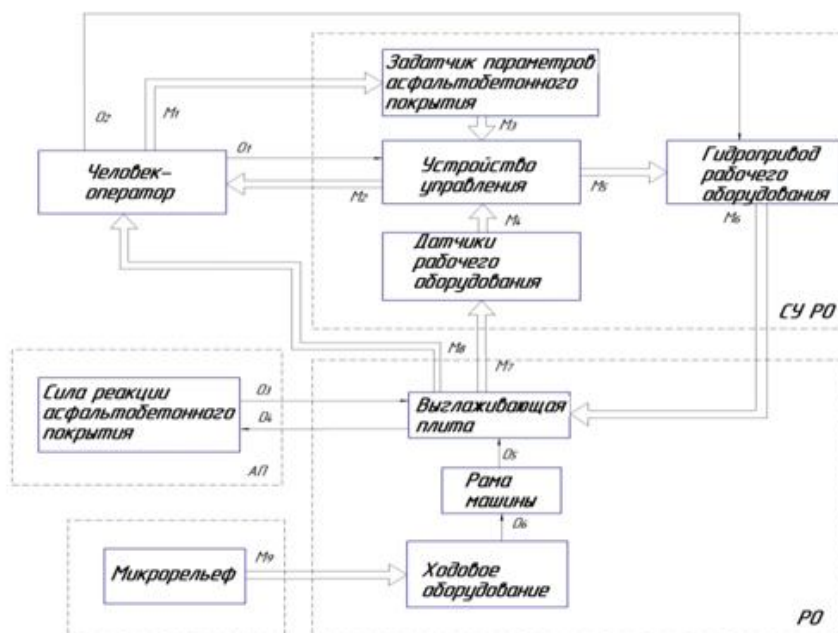 Задатчик параметров
асфальтобетонного
покрытия
O2
M1
M3
Человек-
оператор
O1
M2
Устройство
управления
M5
Гидропривод
рабочего
оборудования
M6
M4
Датчики
рабочего
оборудования
СУ РО
M8
M7
Сила реакции
асфальтобетонного
покрытия
O3
O4
АП
Выглаживающая
плита
O5
Рама
машины
O6
Микрорельеф
M9
Ходовое
оборудование
РО